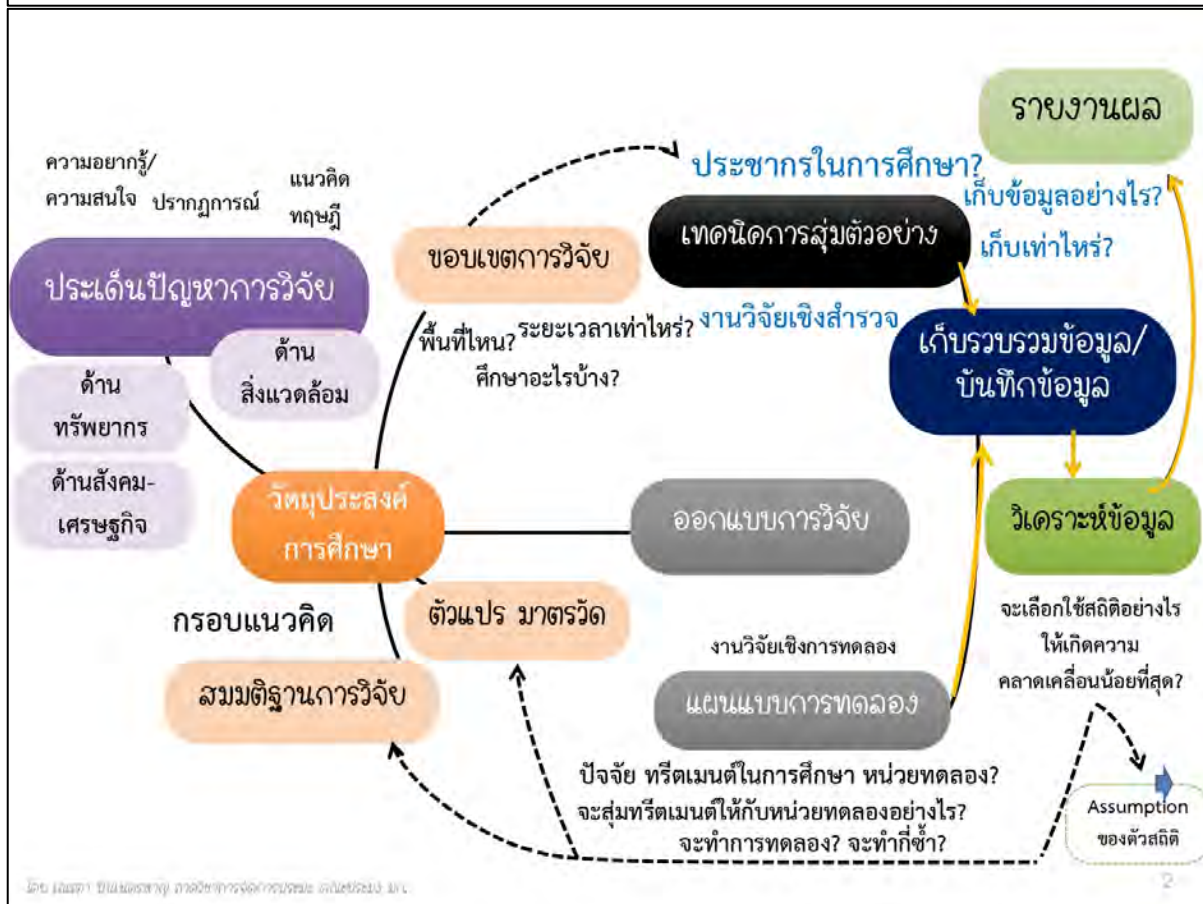 ความอยากรู้/
ความสนใจ
ปรากฏการณ์
แนวคิด
ทฤษฎี
ประเด็นปัญหาการวิจัย
ด้าน
สิ่งแวดล้อม
ด้าน
ทรัพยากร
ด้านสังคม-
เศรษฐกิจ
วัตถุประสงค์
การศึกษา
กรอบแนวคิด
สมมติฐานการวิจัย
ตัวแปร มาตรวัด
ขอบเขตการวิจัย
พื้นที่ไหน? ระยะเวลาเท่าไหร่?
ศึกษาอะไรบ้าง?
ประชากรในการศึกษา?
เทคนิคการสุ่มตัวอย่าง
งานวิจัยเชิงสำรวจ
ออกแบบการวิจัย
งานวิจัยเชิงการทดลอง
แผนแบบการทดลอง
ปัจจัย ทรีตเมนต์ในการศึกษา หน่วยทดลอง?
จะสุ่มทรีตเมนต์ให้กับหน่วยทดลองอย่างไร?
จะทำการทดลอง? จะทำกี่ซ้ำ?
รายงานผล
เก็บข้อมูลอย่างไร?
เก็บเท่าไหร่?
เก็บรวบรวมข้อมูล/
บันทึกข้อมูล
วิเคราะห์ข้อมูล
จะเลือกใช้สถิติอย่างไร
ให้เกิดความ
คลาดเคลื่อนน้อยที่สุด?
Assumption
ของตัวสถิติ
โดย
2